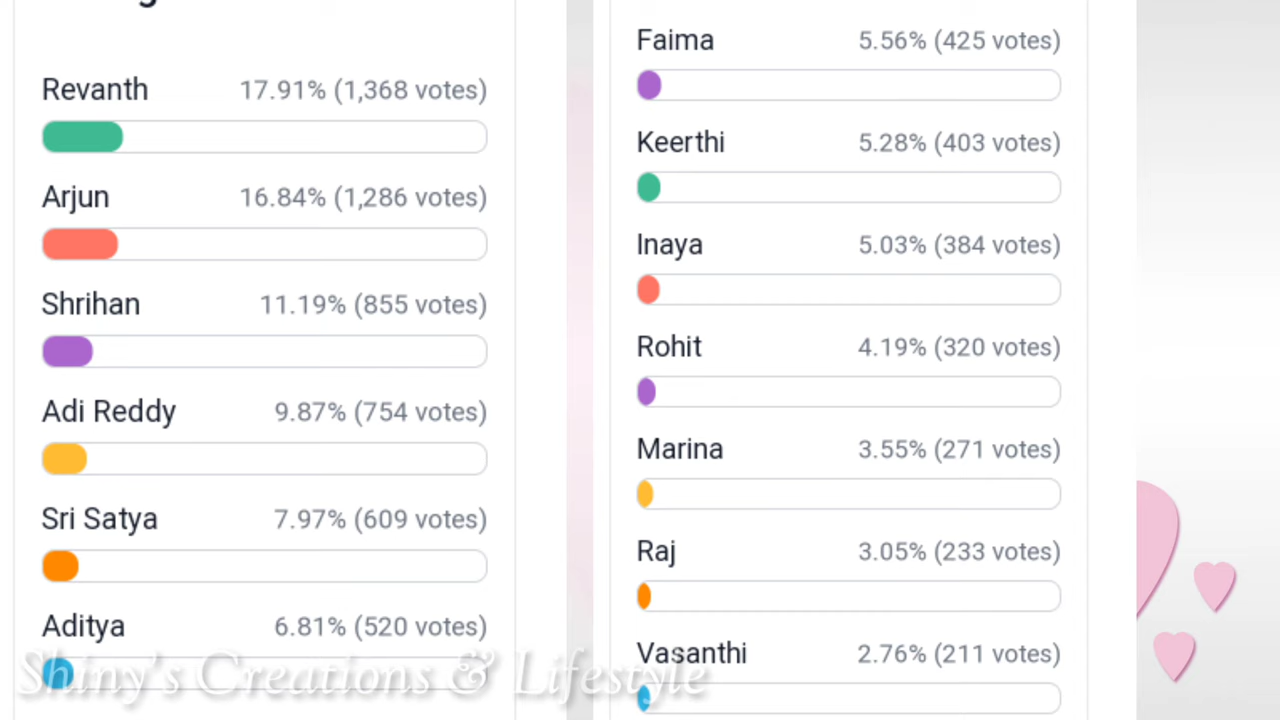 Revanth 17.91% (1,368 votes)
Arjun 16.84% (1,286 votes)
Shrihan 11.19% (855 votes)
Adi Reddy 9.87% (754 votes)
Sri Satya 7.97% (609 votes)
Aditya 6.81% (520 votes)
Faima 5.56% (425 votes)
Keerthi 5.28% (403 votes)
Inaya 5.03% (384 votes)
Rohit 4.19% (320 votes)
Marina 3.55% (271 votes)
Raj 3.05% (233 votes)
Vasanthi 2.76% (211 votes)
Shiny's Creations & Lifestyle